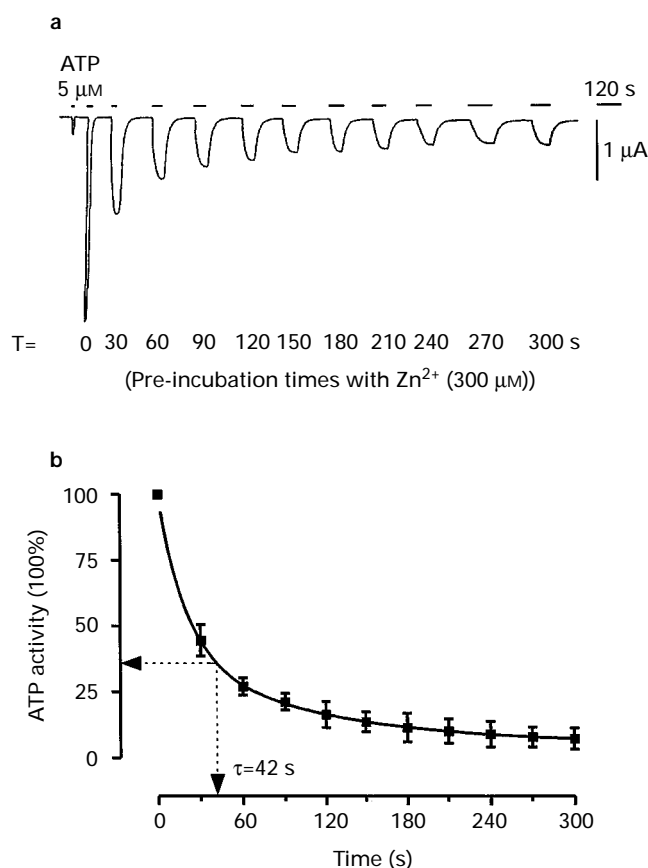 a
ATP
5 μM
120 s
1 μA
T= 0 30 60 90 120 150 180 210 240 270 300 s
(Pre-incubation times with Zn²⁺ (300 μM))
b
100
75
50
25
0
ATP activity (100%)
τ=42 s
0 60 120 180 240 300
Time (s)